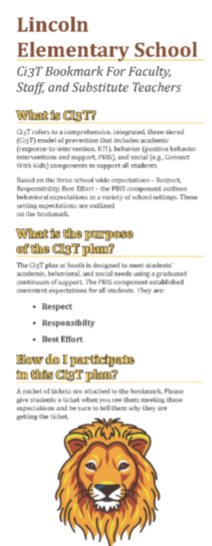 Lincoln
Elementary School
Ci3T Bookmark For Faculty,
Staff, and Substitute Teachers
What is Ci3T?
Ci3T refers to a comprehensive, integrated, three-tiered
(Ci3T) model of prevention that includes academic
(response-to-intervention, RTI), behavior (positive behavior
interventions and support, PBIS), and social (e.g., Connect
With Kids) components to support all students.
Based on the three school wide expectations – Respect,
Responsibility, Best Effort – the PBIS component outlines
behavioral expectations in a variety of school settings. These
setting expectations are outlined
on the bookmark.
What is the purpose
of the CI3T plan?
The Ci3T plan at South is designed to meet students'
academic, behavioral, and social needs using a graduated
continuum of support. The PBIS component established
consistent expectations for all students. They are:
• Respect
• Responsibilty
• Best Effort
How do I participate
in this CI3T plan?
A packet of tickets are attached to the bookmark. Please
give students a ticket when you see them meeting these
expectations and be sure to tell them why they are
getting the ticket.